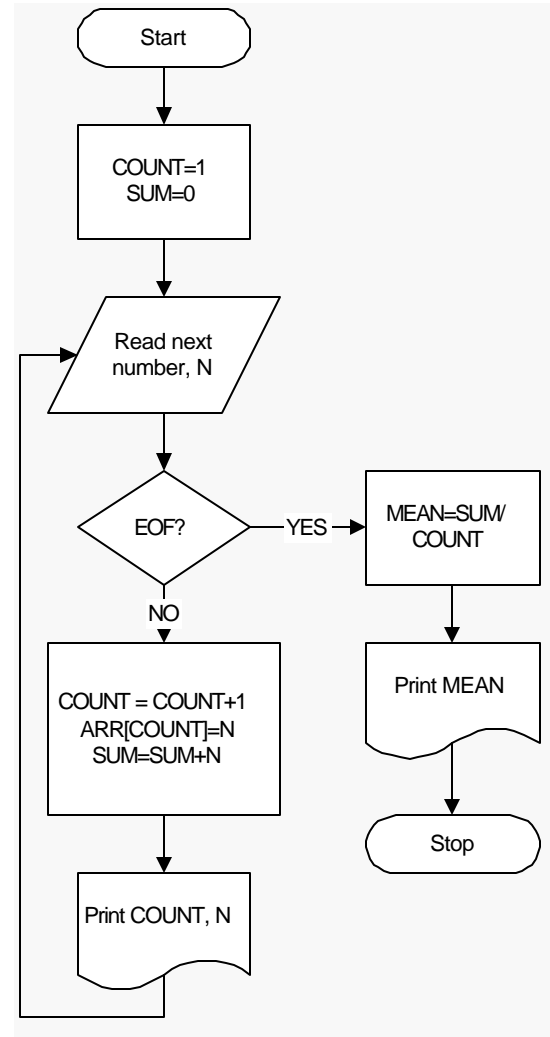 Start
COUNT=1
SUM=0
Read next
number, N
EOF?
YES
MEAN=SUM/
COUNT
NO
COUNT = COUNT+1
ARR[COUNT]=N
SUM=SUM+N
Print MEAN
Stop
Print COUNT, N